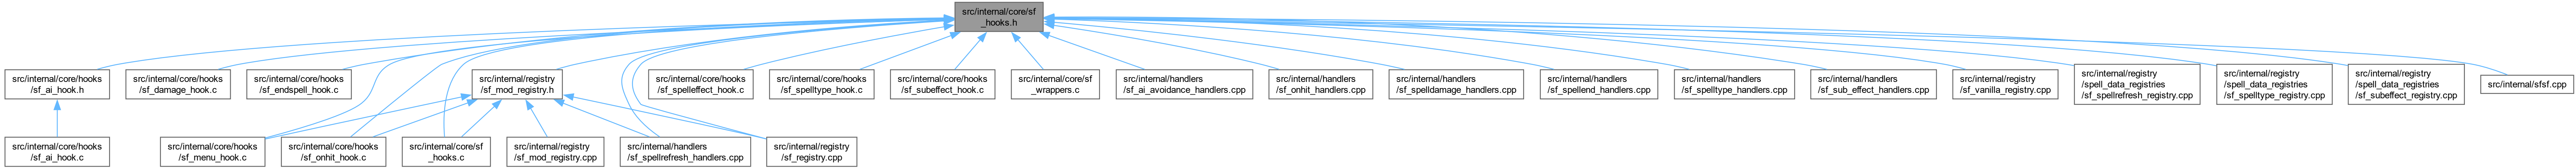 src/internal/core/sf
_hooks.h
src/internal/core/hooks
/sf_ai_hook.h
src/internal/core/hooks
/sf_damage_hook.c
src/internal/core/hooks
/sf_endspell_hook.c
src/internal/registry
/sf_mod_registry.h
src/internal/core/hooks
/sf_spelleffect_hook.c
src/internal/core/hooks
/sf_spelltype_hook.c
src/internal/core/hooks
/sf_subeffect_hook.c
src/internal/core/sf
_wrappers.c
src/internal/handlers
/sf_ai_avoidance_handlers.cpp
src/internal/handlers
/sf_onhit_handlers.cpp
src/internal/handlers
/sf_spelldamage_handlers.cpp
src/internal/handlers
/sf_spellend_handlers.cpp
src/internal/handlers
/sf_spelltype_handlers.cpp
src/internal/handlers
/sf_sub_effect_handlers.cpp
src/internal/registry
/sf_vanilla_registry.cpp
src/internal/registry
/spell_data_registries
/sf_spellrefresh_registry.cpp
src/internal/registry
/spell_data_registries
/sf_spelltype_registry.cpp
src/internal/registry
/spell_data_registries
/sf_subeffect_registry.cpp
src/internal/sfsf.cpp
src/internal/core/hooks
/sf_ai_hook.c
src/internal/core/hooks
/sf_menu_hook.c
src/internal/core/hooks
/sf_onhit_hook.c
src/internal/core/sf
_hooks.c
src/internal/registry
/sf_mod_registry.cpp
src/internal/handlers
/sf_spellrefresh_handlers.cpp
src/internal/registry
/sf_registry.cpp